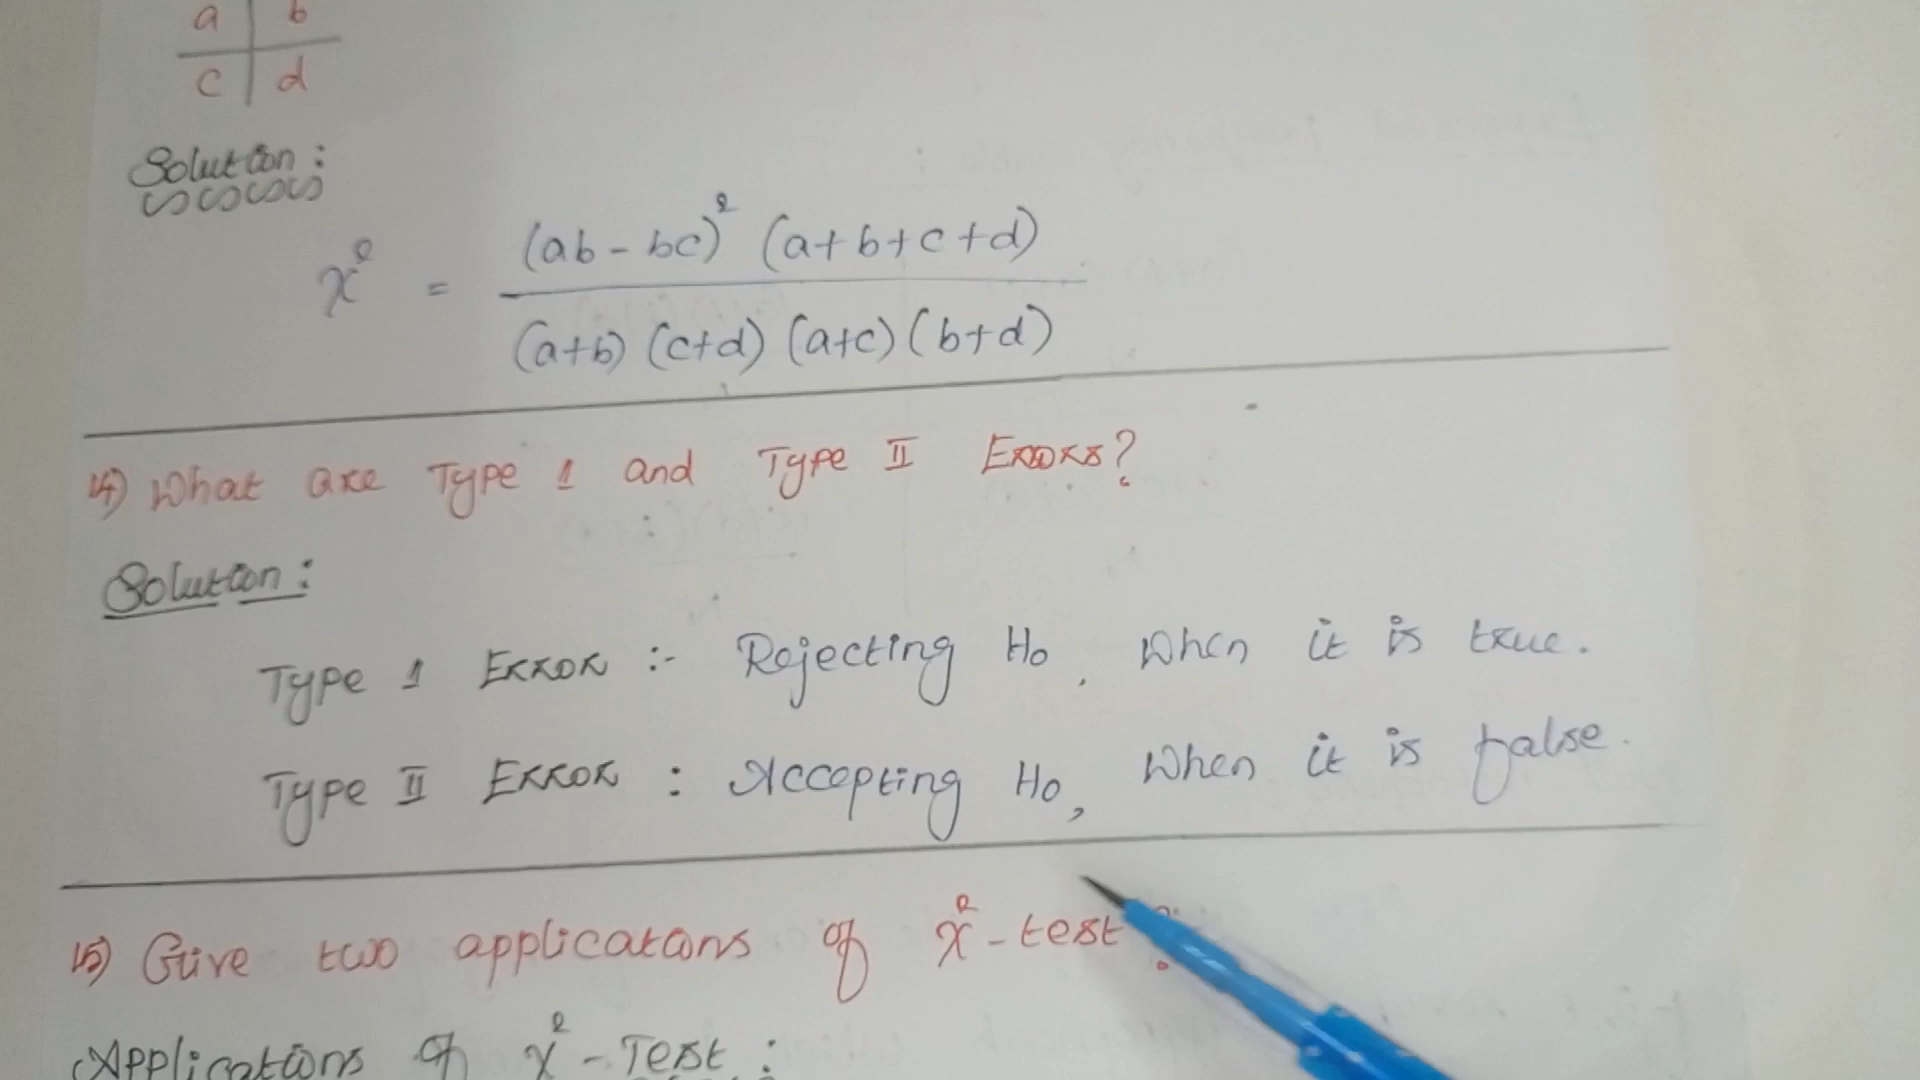 a b
c d
Solution:
χ² = (ab - bc)² (a+b+c+d)
(a+b) (c+d) (a+c) (b+d)
14) What are Type 1 and Type II Errors?
Solution:
Type 1 Error :- Rejecting H₀, When it is true.
Type II Error : Accepting H₀, When it is false.
15) Give two applications of χ²-test?
Applications of χ²-Test: